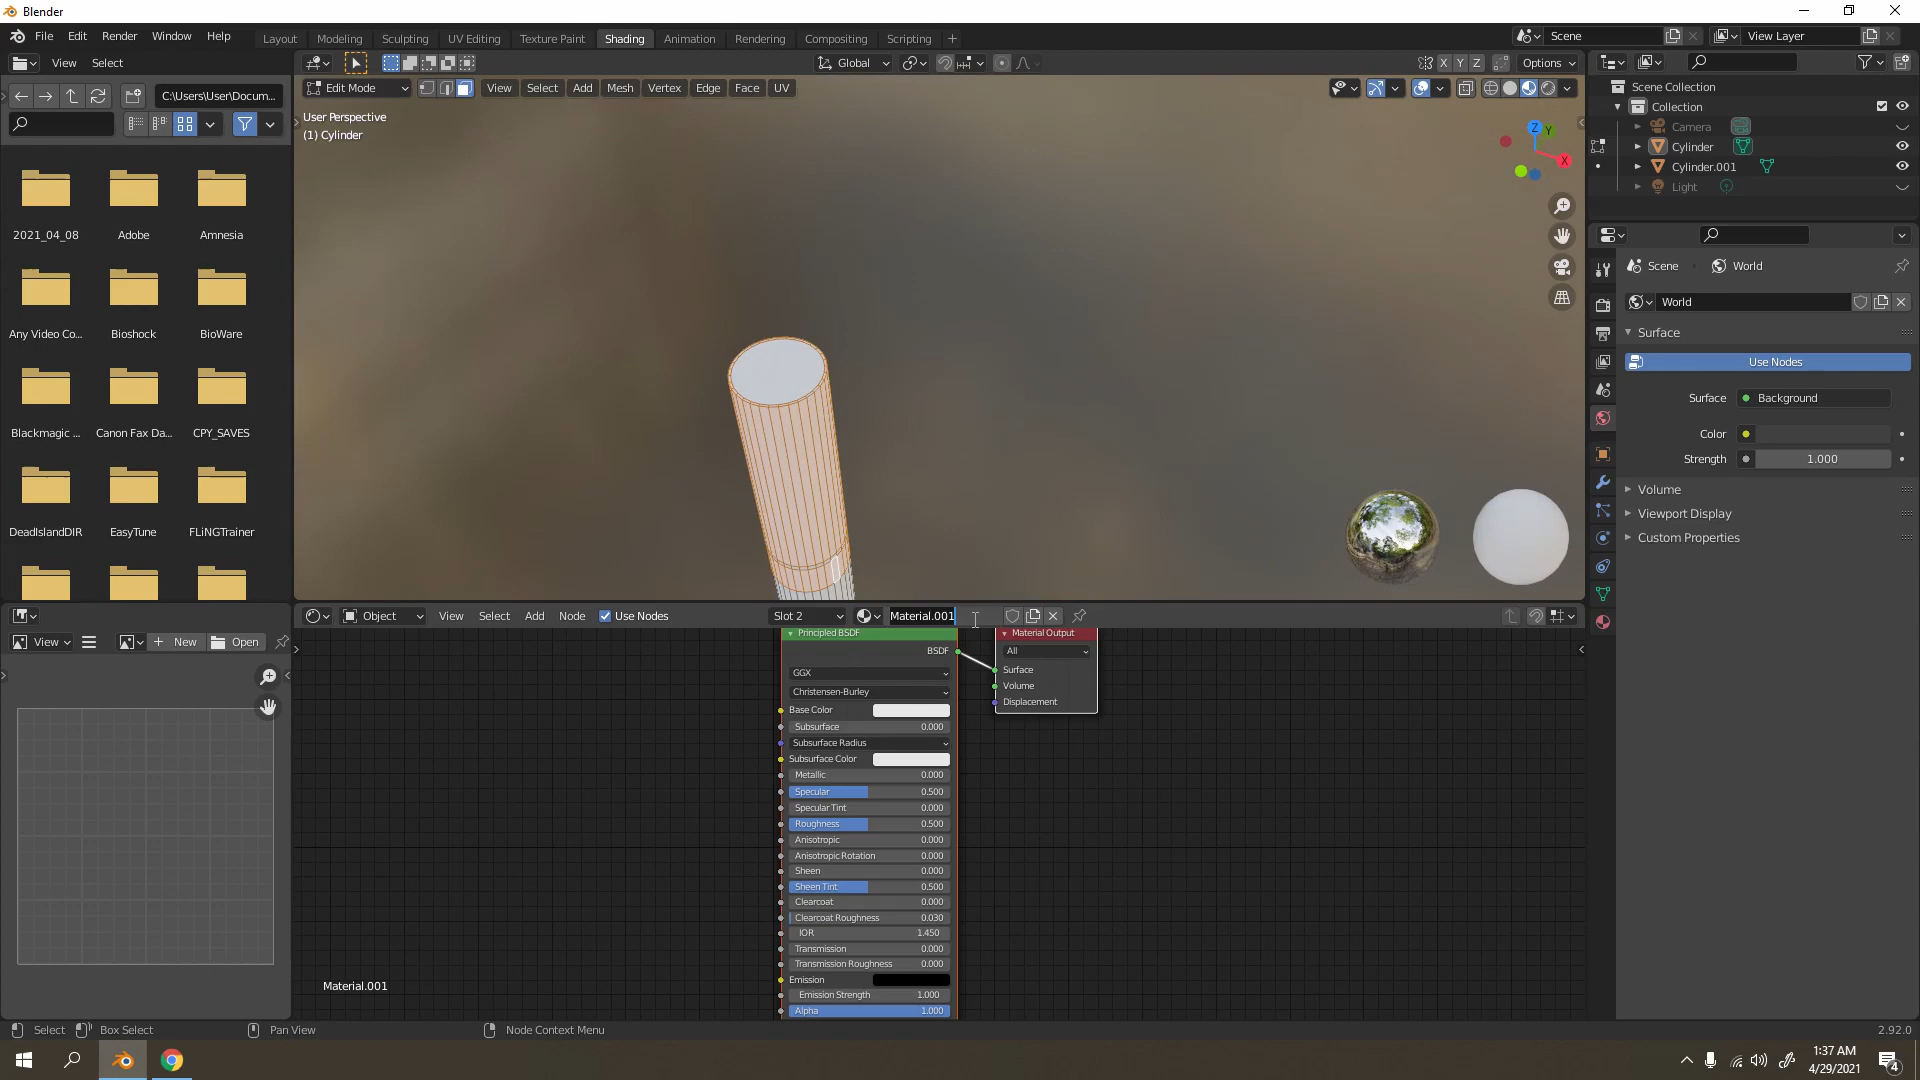 Blender
File Edit Render Window Help
Layout Modeling Sculpting UV Editing Texture Paint Shading Animation Rendering Compositing Scripting
Scene
View Layer
View Select
Global
Options
C:\Users\User\Docum...
Edit Mode
View Select Add Mesh Vertex Edge Face UV
X Y Z
User Perspective
(1) Cylinder
Z Y X
Scene Collection
Collection
Camera
Cylinder
Cylinder.001
Light
2021_04_08 Adobe Amnesia
Any Video Co... Bioshock BioWare
Blackmagic ... Canon Fax Da... CPY_SAVES
DeadIslandDIR EasyTune FLiNGTrainer
Scene World
World
Surface
Use Nodes
Surface Background
Color
Strength 1.000
Volume
Viewport Display
Custom Properties
Object View Select Add Node Use Nodes Slot 2 Material.001
View New Open
Principled BSDF
BSDF
GGX
Christensen-Burley
Base Color
Subsurface 0.000
Subsurface Radius
Subsurface Color
Metallic 0.000
Specular 0.500
Specular Tint 0.000
Roughness 0.500
Anisotropic 0.000
Anisotropic Rotation 0.000
Sheen 0.000
Sheen Tint 0.500
Clearcoat 0.000
Clearcoat Roughness 0.030
IOR 1.450
Transmission 0.000
Transmission Roughness 0.000
Emission
Emission Strength 1.000
Alpha 1.000
Material Output
All
Surface
Volume
Displacement
Material.001
Select Box Select Pan View Node Context Menu 2.92.0
1:37 AM
4/29/2021
4